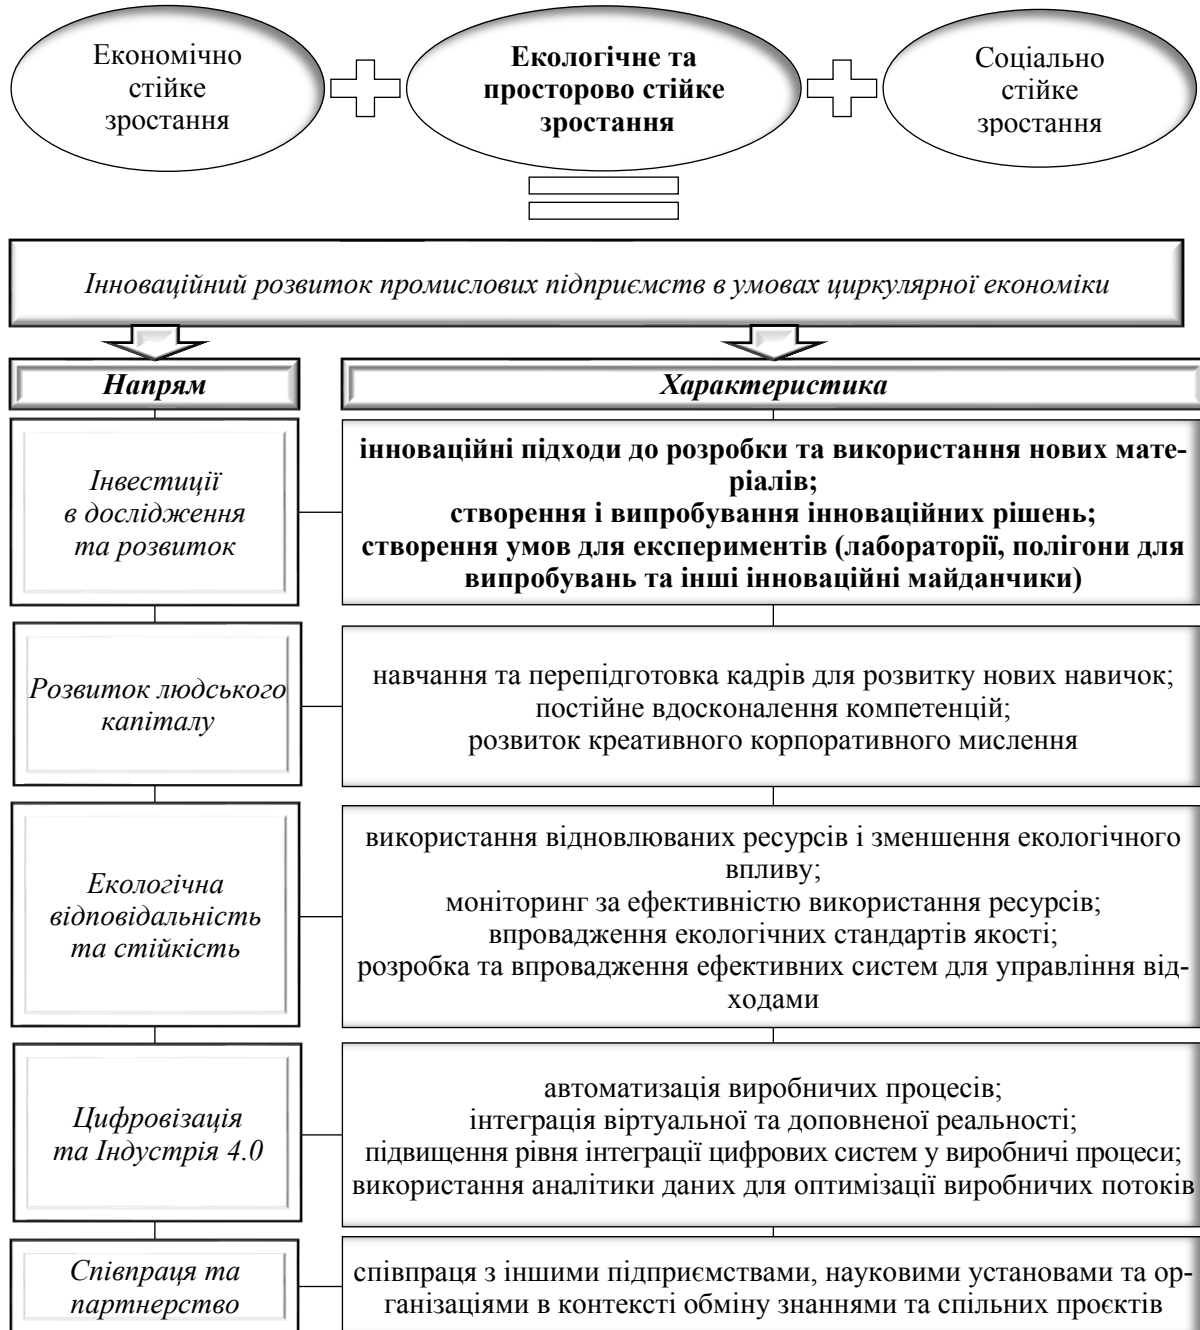 Економічно
стійке
зростання
Екологічне та
просторово стійке
зростання
Соціально
стійке
зростання
Інноваційний розвиток промислових підприємств в умовах циркулярної економіки
Напрям
Характеристика
Інвестиції
в дослідження
та розвиток
інноваційні підходи до розробки та використання нових мате-
ріалів;
створення і випробування інноваційних рішень;
створення умов для експериментів (лабораторії, полігони для
випробувань та інші інноваційні майданчики)
Розвиток людського
капіталу
навчання та перепідготовка кадрів для розвитку нових навичок;
постійне вдосконалення компетенцій;
розвиток креативного корпоративного мислення
Екологічна
відповідальність
та стійкість
використання відновлюваних ресурсів і зменшення екологічного
впливу;
моніторинг за ефективністю використання ресурсів;
впровадження екологічних стандартів якості;
розробка та впровадження ефективних систем для управління від-
ходами
Цифровізація
та Індустрія 4.0
автоматизація виробничих процесів;
інтеграція віртуальної та доповненої реальності;
підвищення рівня інтеграції цифрових систем у виробничі процеси;
використання аналітики даних для оптимізації виробничих потоків
Співпраця та
партнерство
співпраця з іншими підприємствами, науковими установами та ор-
ганізаціями в контексті обміну знаннями та спільних проєктів